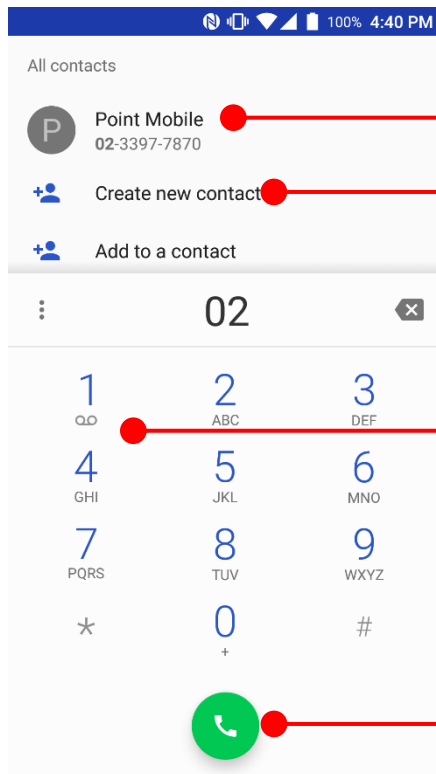 100% 4:40 PM
All contacts
P
Point Mobile
02-3397-7870
Create new contact
Add to a contact
02
1 2 3
ABC DEF
4 5 6
GHI JKL MNO
7 8 9
PQRS TUV WXYZ
* 0 #
+